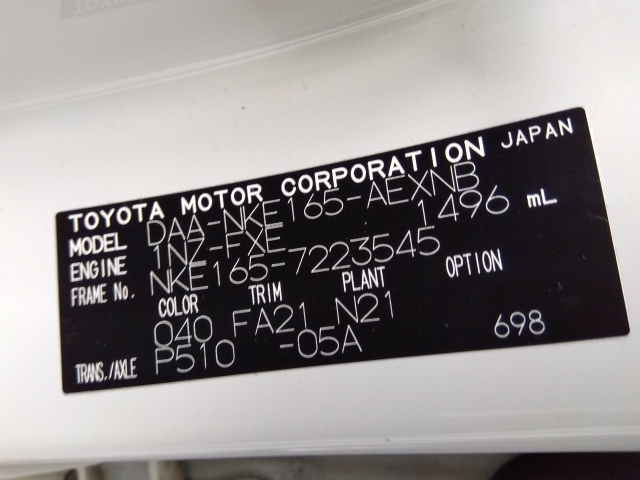 TOYOTA MOTOR CORPORATION JAPAN
MODEL DAA-NKE165-AEXNB
ENGINE 1NZ-FXE 1496 mL
FRAME No. NKE165-7223545
COLOR TRIM PLANT OPTION
040 FA21 N21
TRANS./AXLE P510 -05A 698